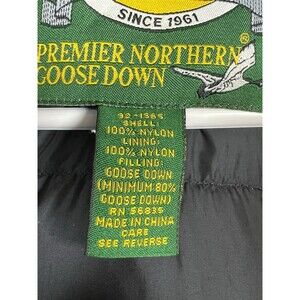 SINCE 1961
PREMIER NORTHERN®
GOOSE DOWN
SHELL:
100% NYLON
LINING:
100% NYLON
FILLING:
GOOSE DOWN
(MINIMUM 80%
GOOSE DOWN)
RN 56835
MADE IN CHINA
CARE
SEE REVERSE